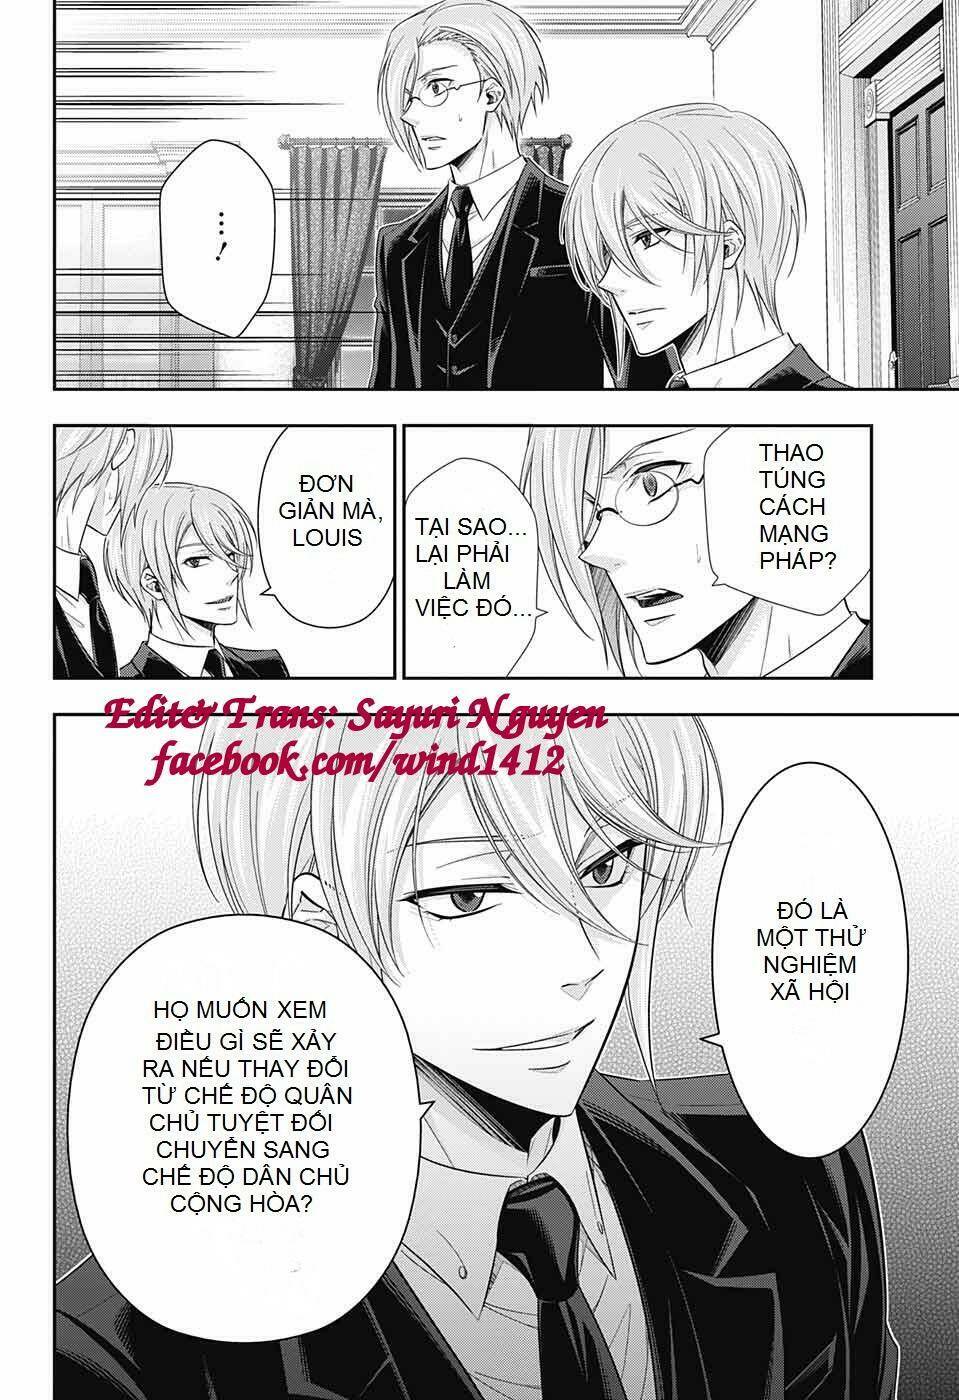 ...!
THAO
TÚNG
CÁCH
MẠNG
PHÁP?
TẠI SAO...
LẠI PHẢI
LÀM
VIỆC ĐÓ...
ĐƠN
GIẢN MÀ,
LOUIS
Edit& Trans: Sayuri Nguyen
facebook.com/wind1412
ĐÓ LÀ
MỘT THỬ
NGHIỆM
XÃ HỘI
HỌ MUỐN XEM
ĐIỀU GÌ SẼ XẢY
RA NẾU THAY ĐỔI
TỪ CHẾ ĐỘ QUÂN
CHỦ TUYỆT ĐỐI
CHUYỂN SANG
CHẾ ĐỘ DÂN CHỦ
CỘNG HÒA?